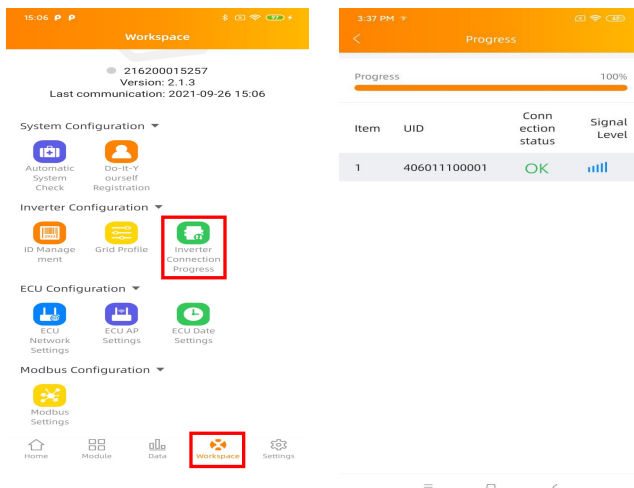 15:06 P P
97
Workspace
216200015257
Version: 2.1.3
Last communication: 2021-09-26 15:06
System Configuration
Automatic
System
Check
Do-It-Y
ourself
Registration
Inverter Configuration
ID Manage
ment
Grid Profile
Inverter
Connection
Progress
ECU Configuration
ECU
Network
Settings
ECU AP
Settings
ECU Date
Settings
Modbus Configuration
Modbus
Settings
Home
Module
Data
Workspace
Settings
3:37 PM
Progress
Progress 100%
Item
UID
Conn
ection
status
Signal
Level
1 406011100001 OK